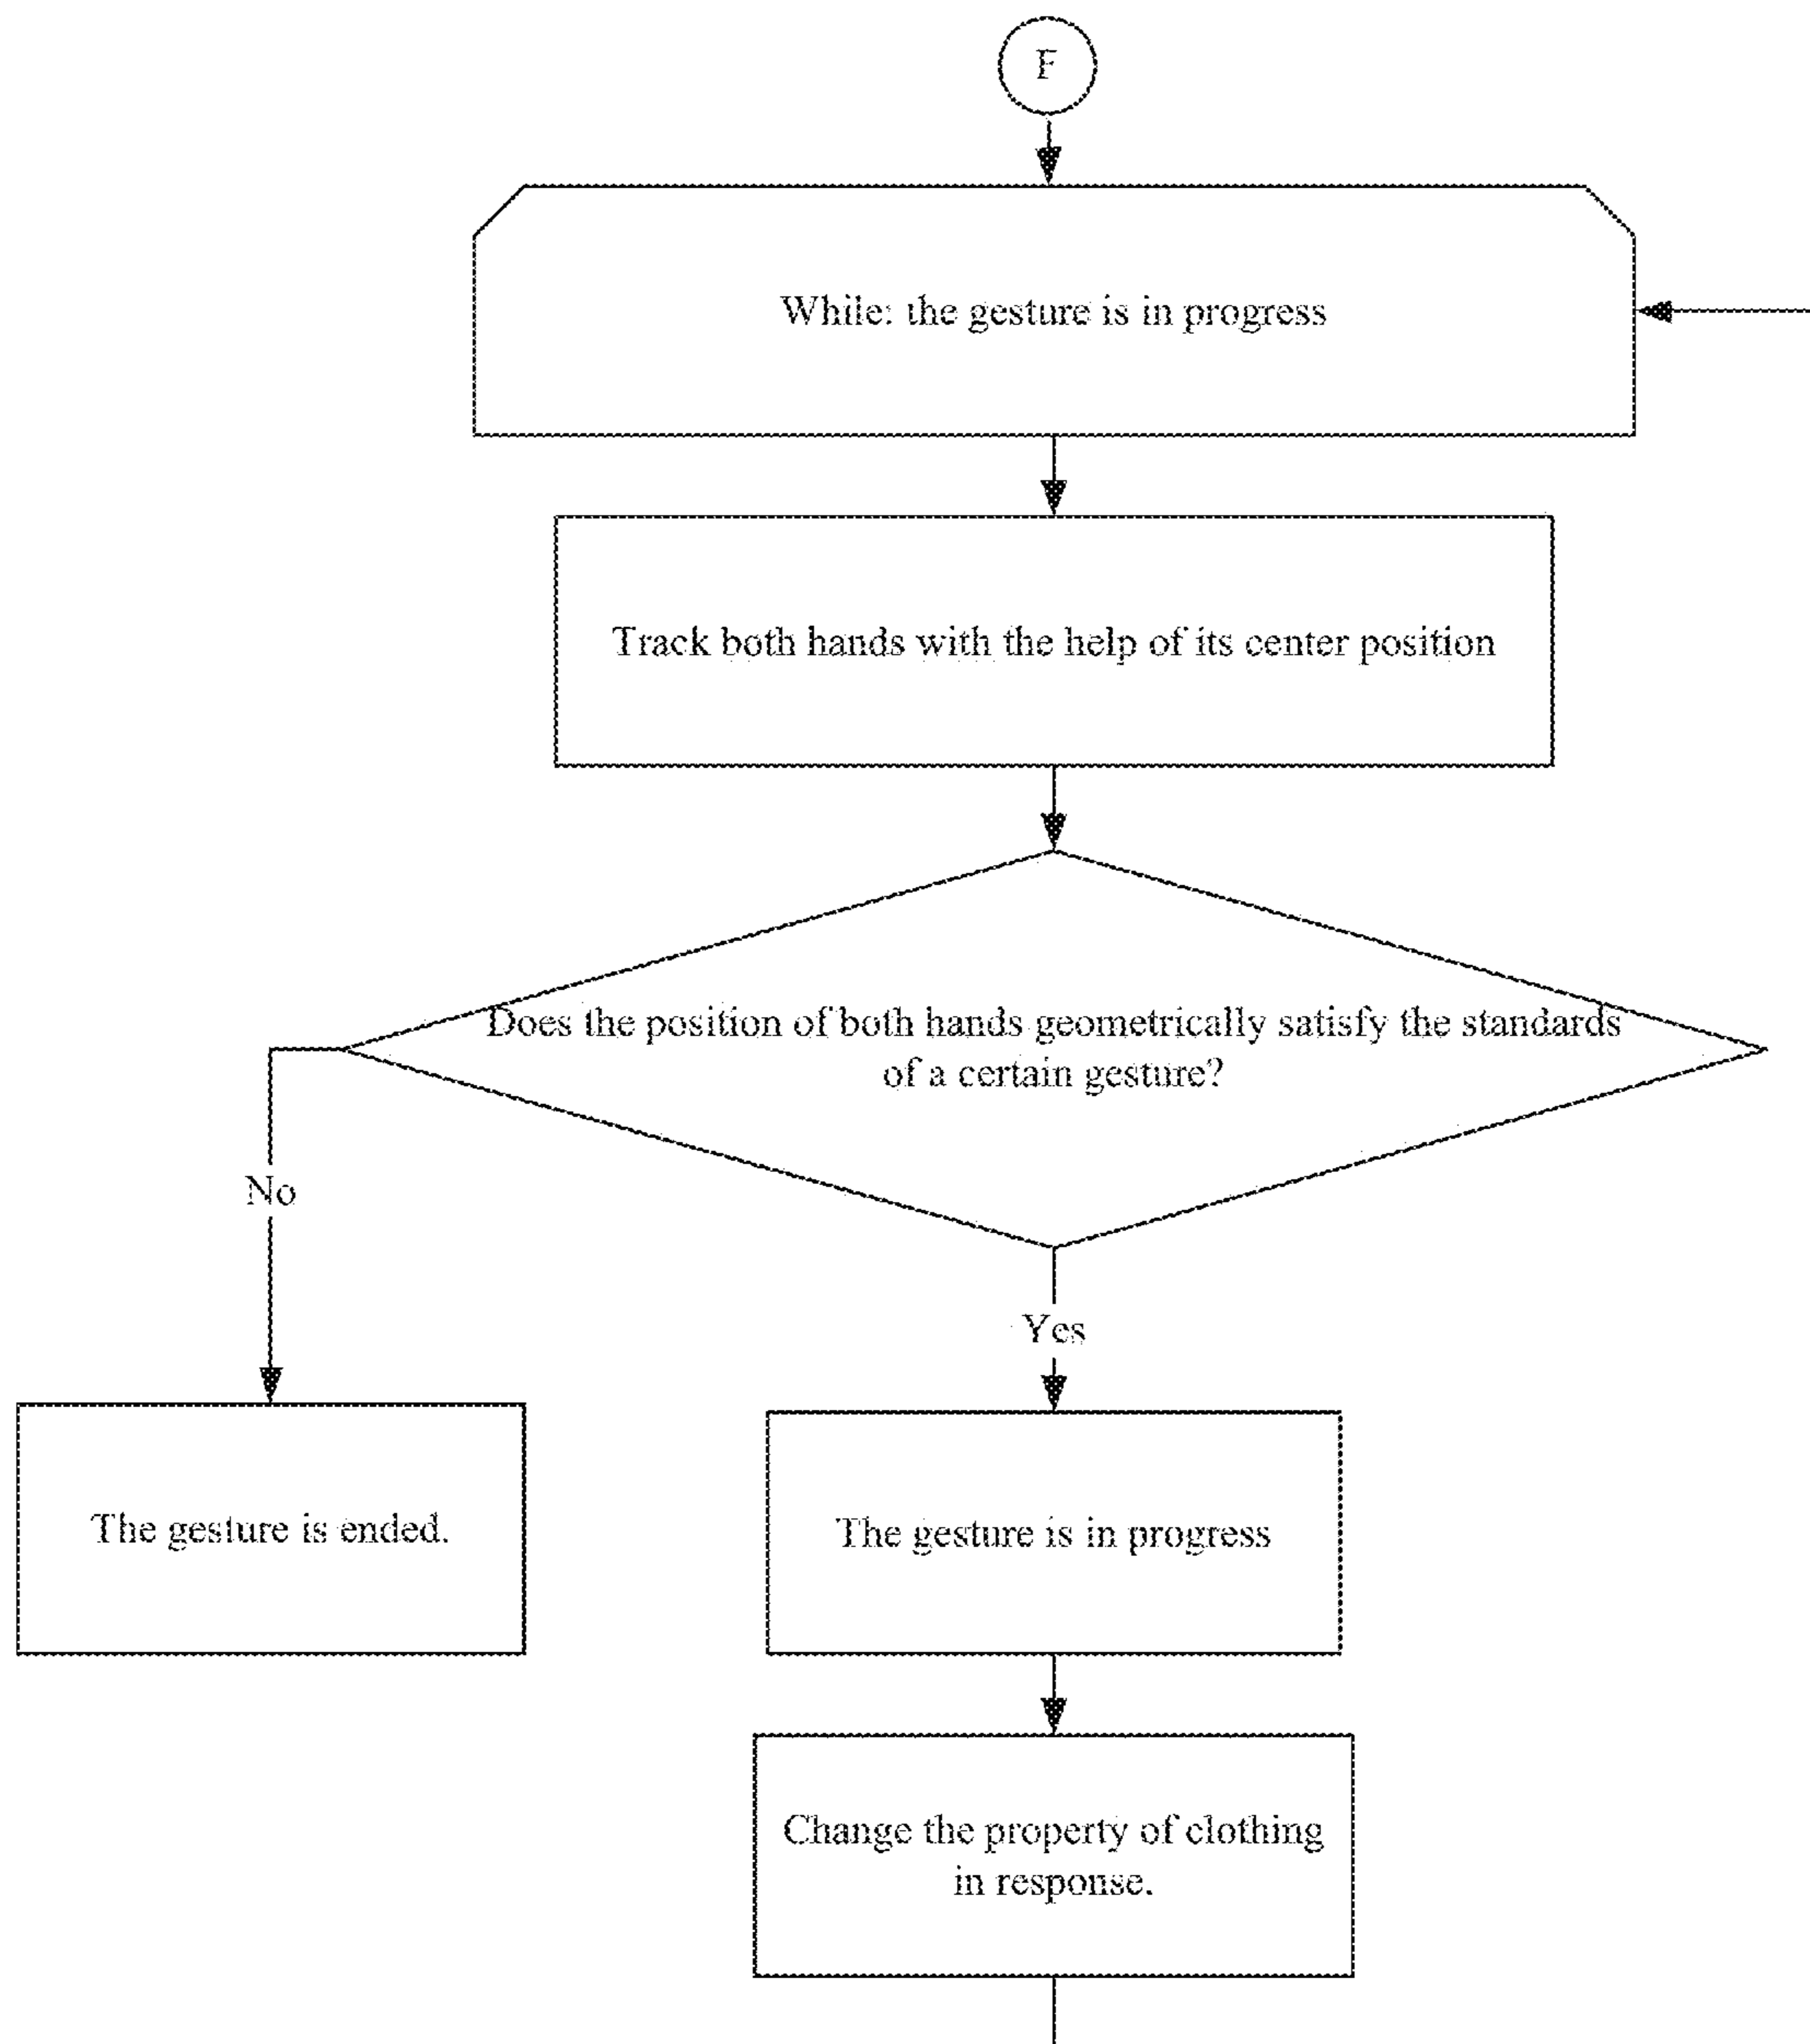 F
While: the gesture is in progress
Track both hands with the help of its center position
Does the position of both hands geometrically satisfy the standards
of a certain gesture?
No
Yes
The gesture is ended.
The gesture is in progress
Change the property of clothing
in response.